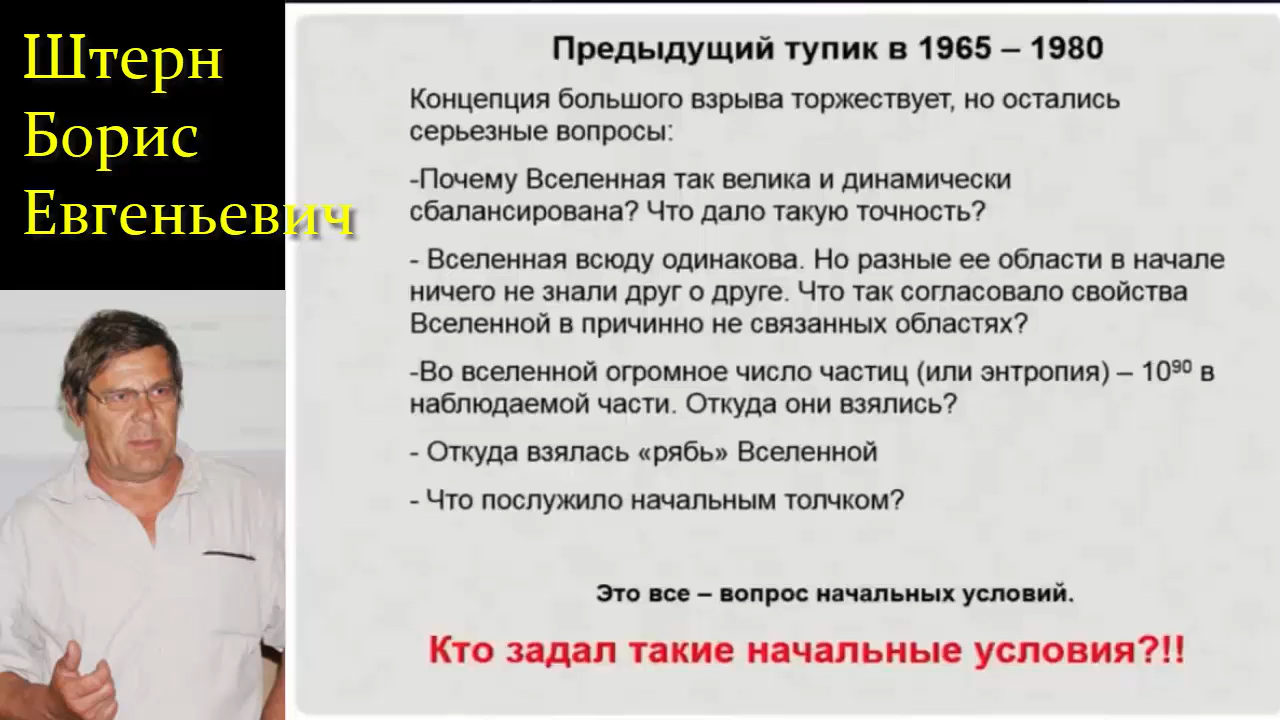 Штерн
Борис
Евгеньевич
Предыдущий тупик в 1965 – 1980
Концепция большого взрыва торжествует, но остались
серьезные вопросы:
-Почему Вселенная так велика и динамически
сбалансирована? Что дало такую точность?
- Вселенная всюду одинакова. Но разные ее области в начале
ничего не знали друг о друге. Что так согласовало свойства
Вселенной в причинно не связанных областях?
-Во вселенной огромное число частиц (или энтропия) – 10⁹⁰ в
наблюдаемой части. Откуда они взялись?
- Откуда взялась «рябь» Вселенной
- Что послужило начальным толчком?
Это все – вопрос начальных условий.
Кто задал такие начальные условия?!!